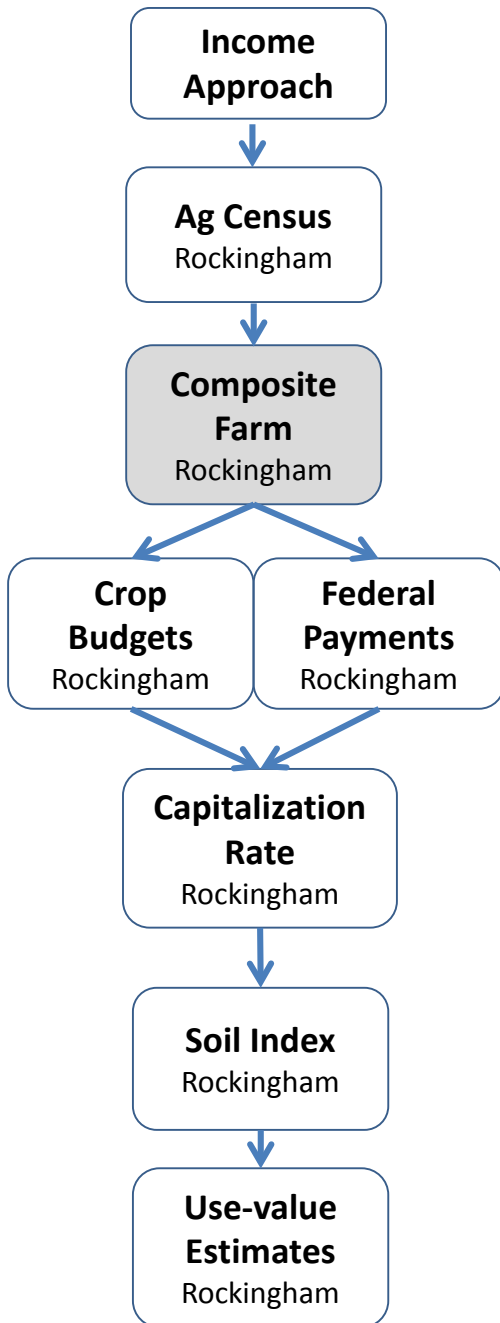 Income
Approach
Ag Census
Rockingham
Composite
Farm
Rockingham
Crop
Budgets
Rockingham
Federal
Payments
Rockingham
Capitalization
Rate
Rockingham
Soil Index
Rockingham
Use-value
Estimates
Rockingham